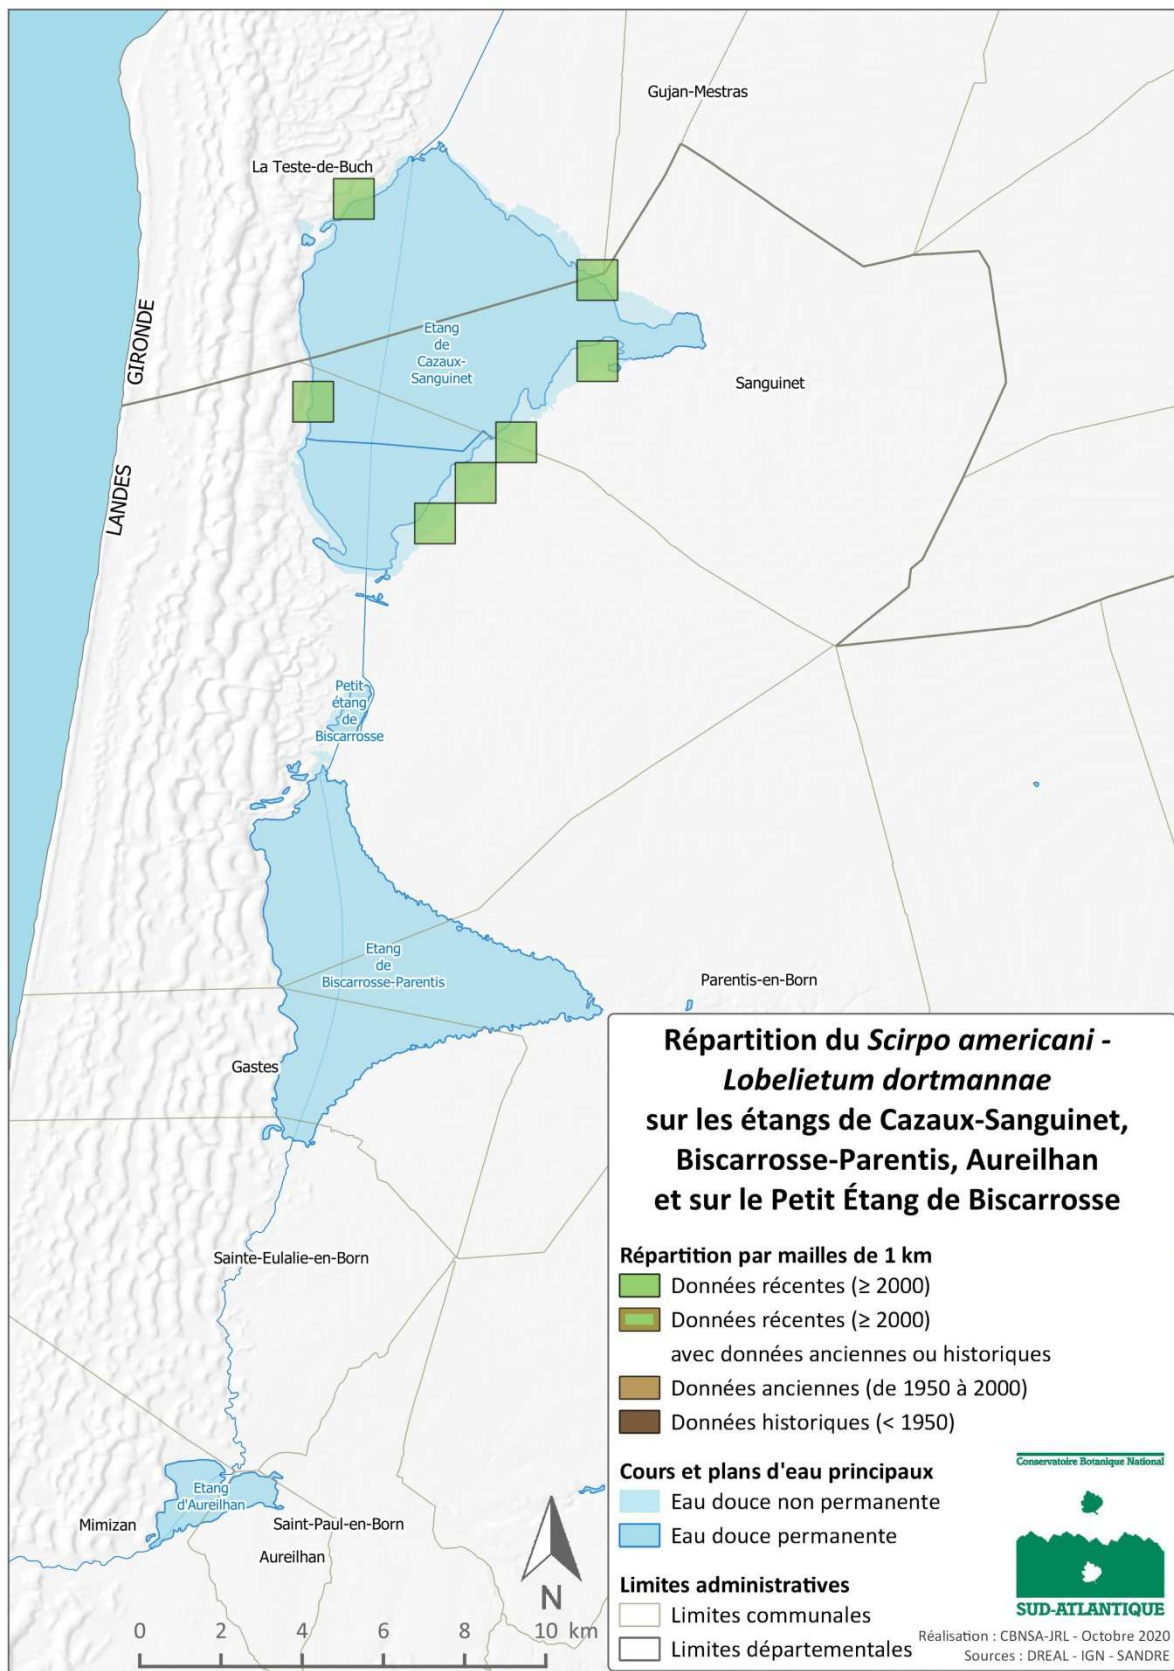 Gujan-Mestras
La Teste-de-Buch
GIRONDE
LANDES
Etang
de
Cazaux-
Sanguinet
Sanguinet
Petit
étang
de
Biscarrosse
Etang
de
Biscarrosse-Parentis
Parentis-en-Born
Gastes
Sainte-Eulalie-en-Born
Etang
d'Aureilhan
Mimizan
Saint-Paul-en-Born
Aureilhan
N
0 2 4 6 8 10 km
Répartition du Scirpo americani -
Lobelietum dortmannae
sur les étangs de Cazaux-Sanguinet,
Biscarrosse-Parentis, Aureilhan
et sur le Petit Étang de Biscarrosse
Répartition par mailles de 1 km
Données récentes (≥ 2000)
Données récentes (≥ 2000)
avec données anciennes ou historiques
Données anciennes (de 1950 à 2000)
Données historiques (< 1950)
Cours et plans d'eau principaux
Eau douce non permanente
Eau douce permanente
Limites administratives
Limites communales
Limites départementales
Conservatoire Botanique National
SUD-ATLANTIQUE
Réalisation : CBNSA-JRL - Octobre 2020
Sources : DREAL - IGN - SANDRE